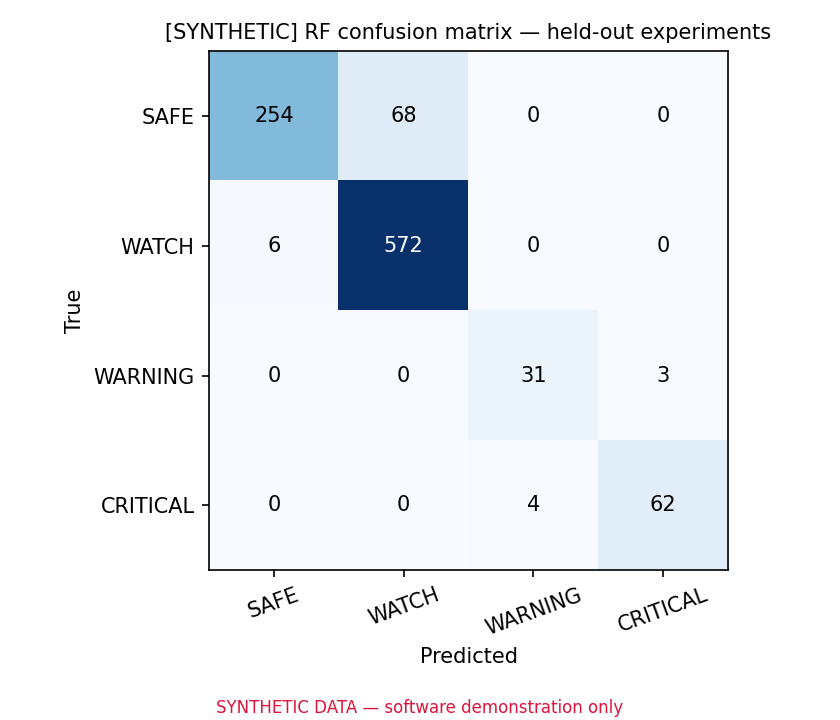 [SYNTHETIC] RF confusion matrix — held-out experiments
SAFE 254 68 0 0
WATCH 6 572 0 0
True
WARNING 0 0 31 3
CRITICAL 0 0 4 62
SAFE WATCH WARNING CRITICAL
Predicted
SYNTHETIC DATA — software demonstration only